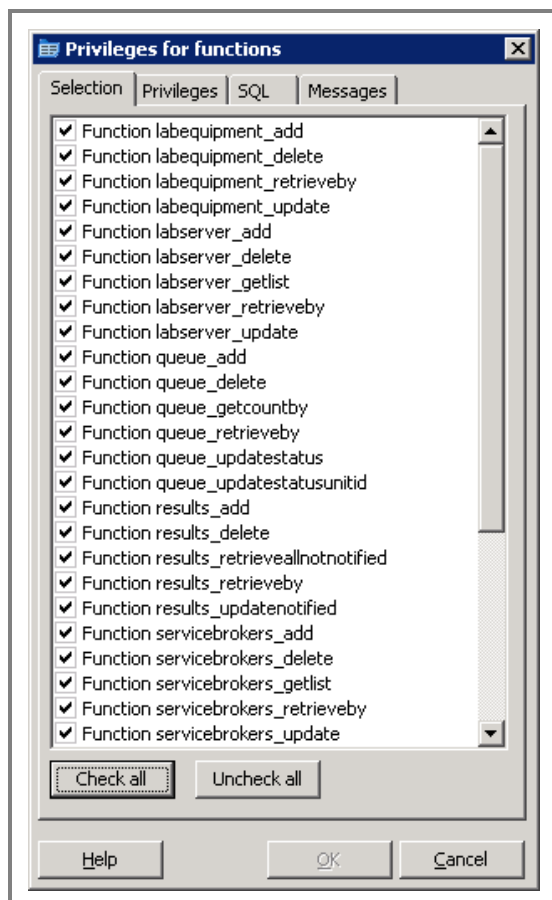 Privileges for functions
Selection Privileges SQL Messages
Function labequipment_add
Function labequipment_delete
Function labequipment_retrieveby
Function labequipment_update
Function labserver_add
Function labserver_delete
Function labserver_getlist
Function labserver_retrieveby
Function labserver_update
Function queue_add
Function queue_delete
Function queue_getcountby
Function queue_retrieveby
Function queue_updatestatus
Function queue_updatestatusunitid
Function results_add
Function results_delete
Function results_retrieveallnotnotified
Function results_retrieveby
Function results_updatenotified
Function servicebrokers_add
Function servicebrokers_delete
Function servicebrokers_getlist
Function servicebrokers_retrieveby
Function servicebrokers_update
Check all Uncheck all
Help OK Cancel